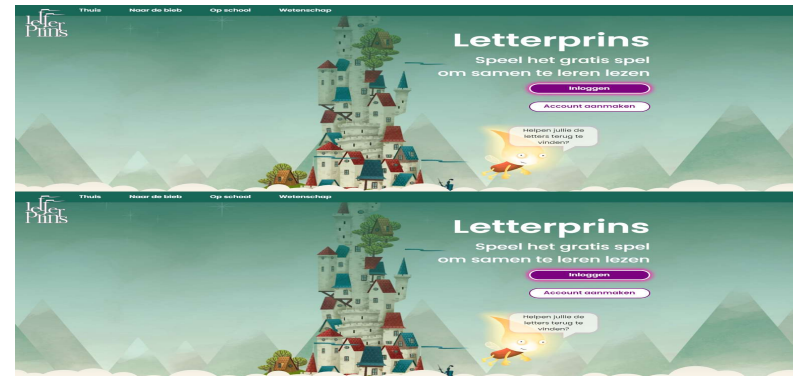 Thuis Naar de bieb Op school Wetenschap
letter
Prins
Letterprins
Speel het gratis spel
om samen te leren lezen
Inloggen
Account aanmaken
Helpen jullie de
letters terug te
vinden?
Thuis Naar de bieb Op school Wetenschap
letter
Prins
Letterprins
Speel het gratis spel
om samen te leren lezen
Inloggen
Account aanmaken
Helpen jullie de
letters terug te
vinden?